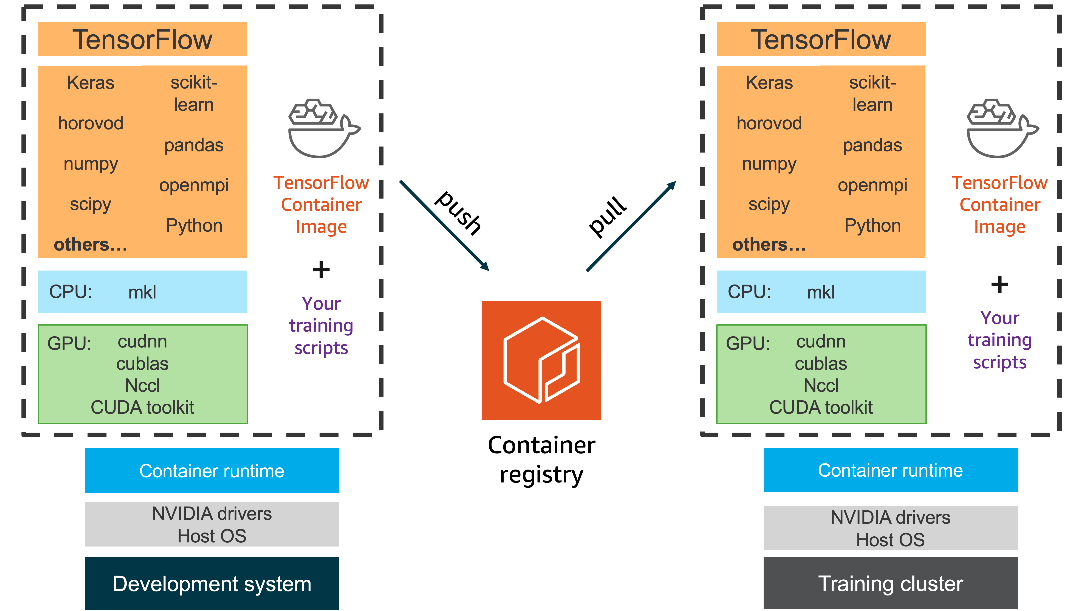 TensorFlow
Keras
horovod
numpy
scipy
others...
scikit-
learn
pandas
openmpi
Python
CPU: mkl
GPU: cudnn
cublas
Nccl
CUDA toolkit
TensorFlow
Container
Image
+
Your
training
scripts
Container runtime
NVIDIA drivers
Host OS
Development system
push
Container
registry
pull
TensorFlow
Keras
horovod
numpy
scipy
others...
scikit-
learn
pandas
openmpi
Python
CPU: mkl
GPU: cudnn
cublas
Nccl
CUDA toolkit
TensorFlow
Container
Image
+
Your
training
scripts
Container runtime
NVIDIA drivers
Host OS
Training cluster